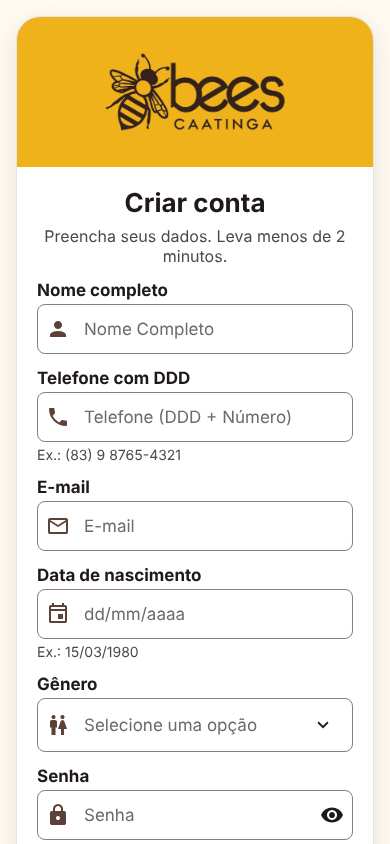 bees
CAATINGA
Criar conta
Preencha seus dados. Leva menos de 2
minutos.
Nome completo
Nome Completo
Telefone com DDD
Telefone (DDD + Número)
Ex.: (83) 9 8765-4321
E-mail
E-mail
Data de nascimento
dd/mm/aaaa
Ex.: 15/03/1980
Gênero
Selecione uma opção
Senha
Senha